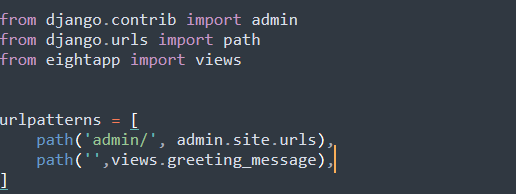 from django.contrib import admin
from django.urls import path
from eightapp import views
urlpatterns = [
    path('admin/', admin.site.urls),
    path('',views.greeting_message),
]